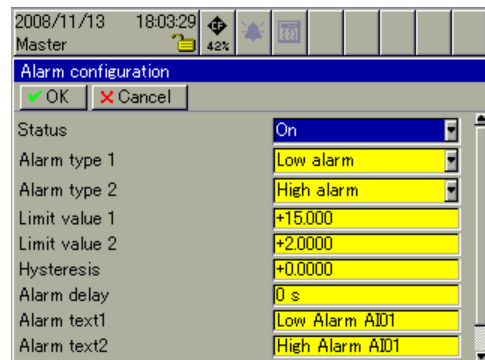 2008/11/13 18:03:29
Master
CF
42%
Alarm configuration
OK Cancel
Status On
Alarm type 1 Low alarm
Alarm type 2 High alarm
Limit value 1 +15.000
Limit value 2 +2.0000
Hysteresis +0.0000
Alarm delay 0 s
Alarm text1 Low Alarm AI01
Alarm text2 High Alarm AI01